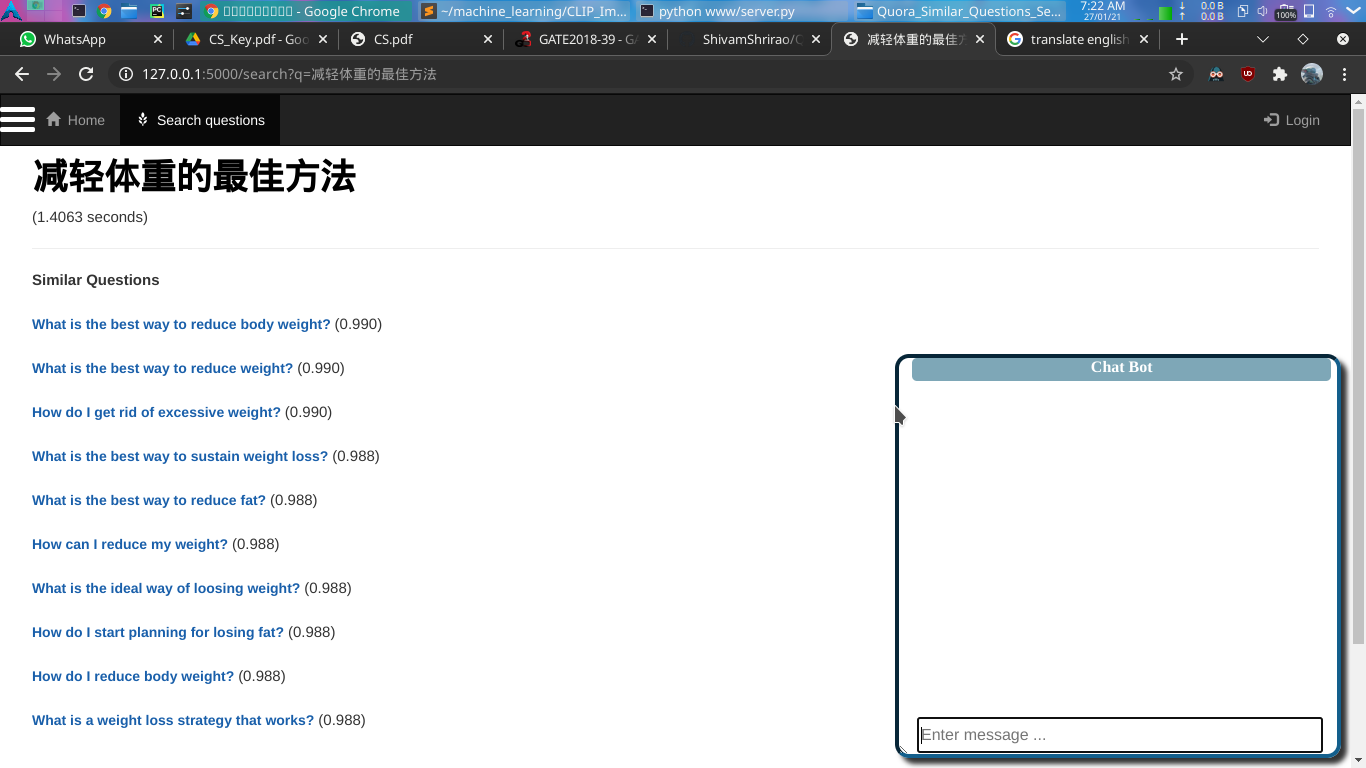 - Google Chrome
~/machine_learning/CLIP_Im...
python www/server.py
Quora_Similar_Questions_Se...
7:22 AM
27/01/21
0.0 B
0.0 B
100%
WhatsApp
CS_Key.pdf - Goo
CS.pdf
GATE2018-39 - GA
ShivamShrirao/Q
减轻体重的最佳方
translate english
127.0.0.1:5000/search?q=减轻体重的最佳方法
Home
Search questions
Login
减轻体重的最佳方法
(1.4063 seconds)
Similar Questions
What is the best way to reduce body weight? (0.990)
What is the best way to reduce weight? (0.990)
How do I get rid of excessive weight? (0.990)
What is the best way to sustain weight loss? (0.988)
What is the best way to reduce fat? (0.988)
How can I reduce my weight? (0.988)
What is the ideal way of loosing weight? (0.988)
How do I start planning for losing fat? (0.988)
How do I reduce body weight? (0.988)
What is a weight loss strategy that works? (0.988)
Chat Bot
Enter message ...